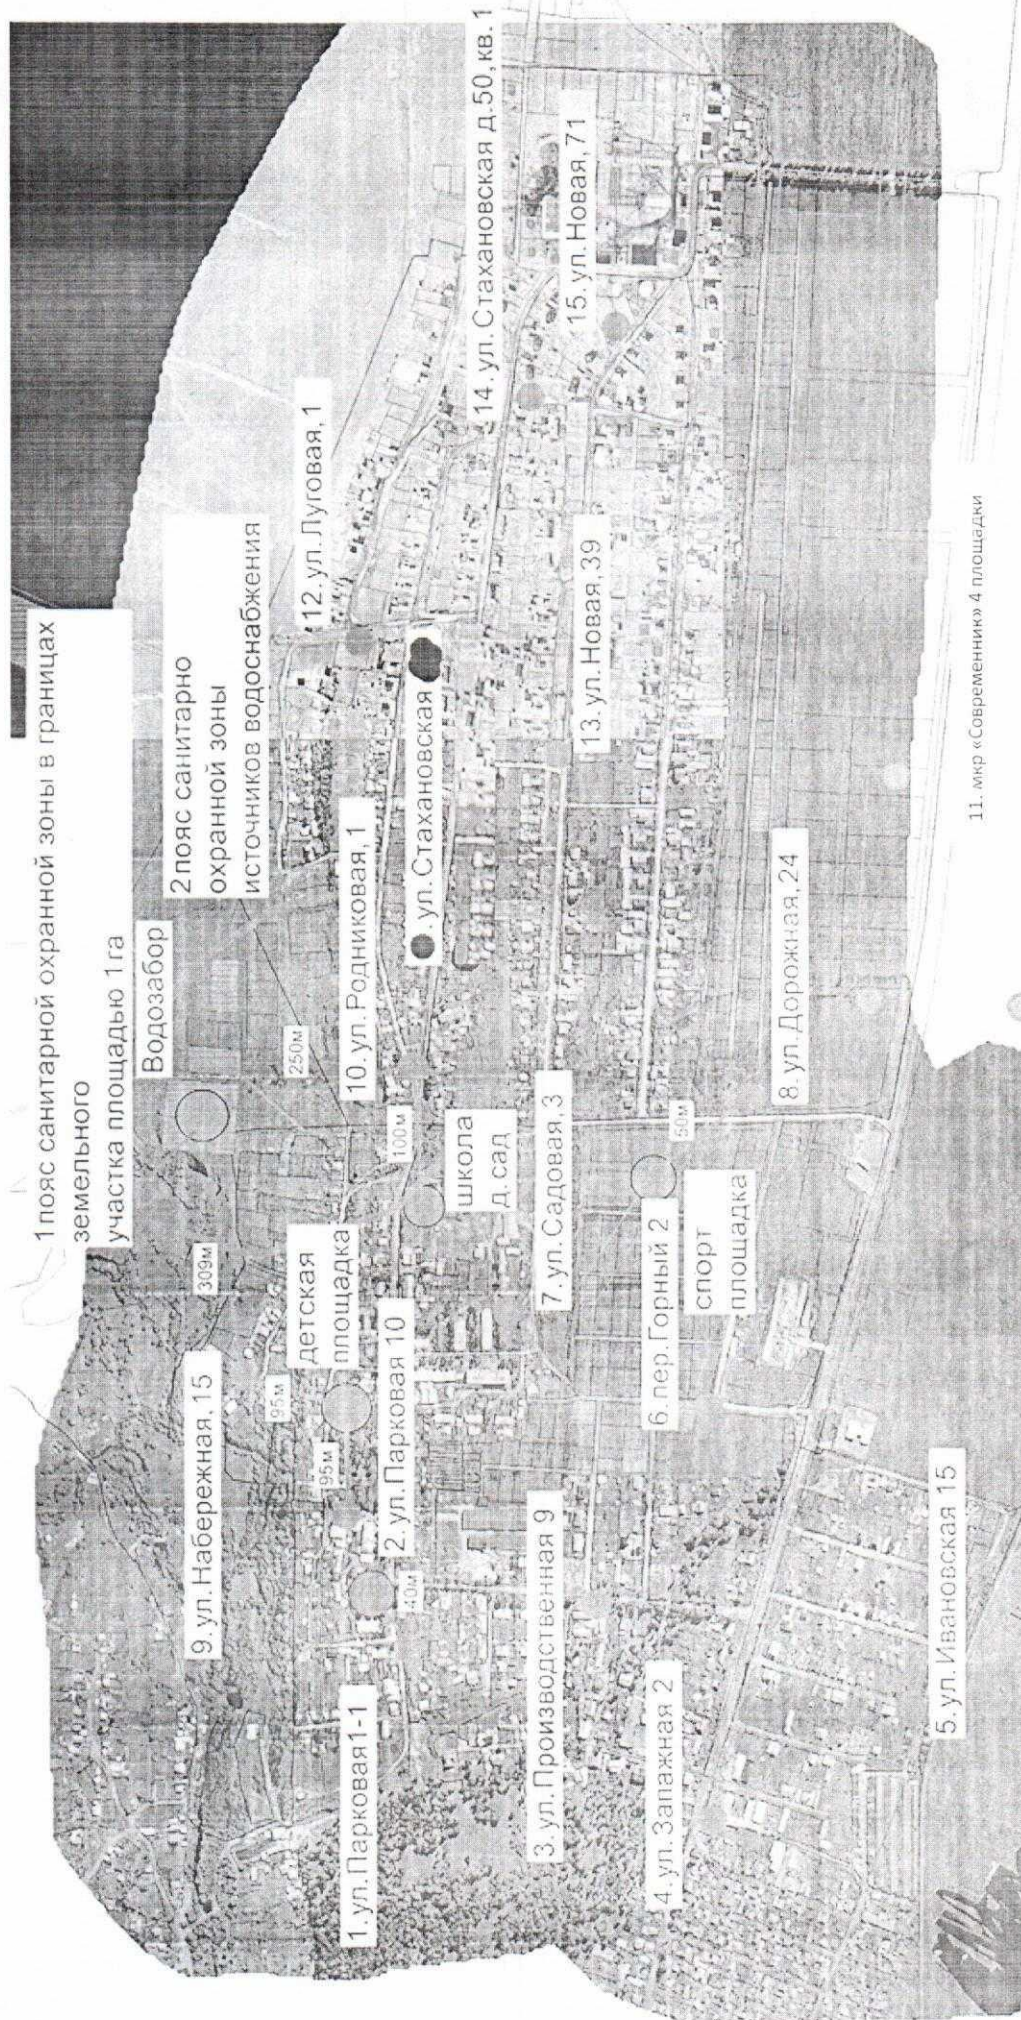 1пояс санитарной охранной зоны в границах
земельного
участка площадью 1га
Водозабор
2пояс санитарно
охранной зоны
источников водоснабжения
309м
250м
9.ул.Набережная,15
95м
детская
площадка
95м
12.ул.Луговая,1
1.ул.Парковая1-1
2.ул.Парковая 10
40м
100м
10.ул.Родниковая,1
ул.Стахановская
14.ул.Стахановская д.50,кв.1
школа
д.сад
3.ул.Производственная 9
7.ул.Садовая,3
13.ул.Новая,39
15.ул.Новая,71
4 ул.Запажная 2
6.пер.Горный 2
50м
спорт
площадка
8.ул.Дорожная,24
5.ул.Ивановская 15
11. мкр «Современник» 4 площадки